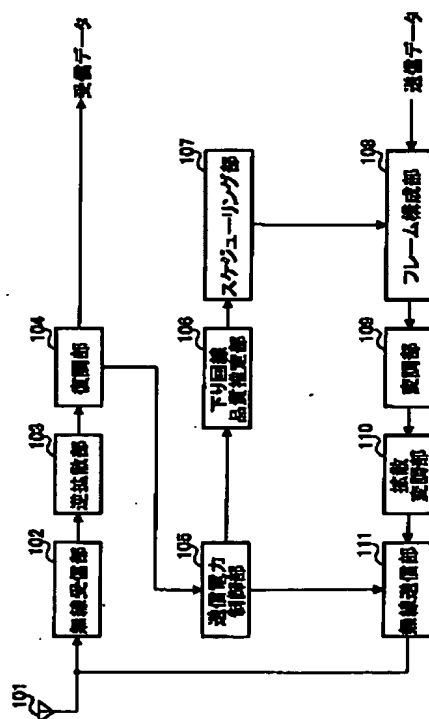 101
102
無線受信部
103
逆拡散部
104
復調部
受信データ
105
送信電力
制御部
106
下り回線
品質推定部
107
スケジューリング部
送信データ
108
フレーム構成部
109
変調部
110
拡散
変調部
111
無線送信部